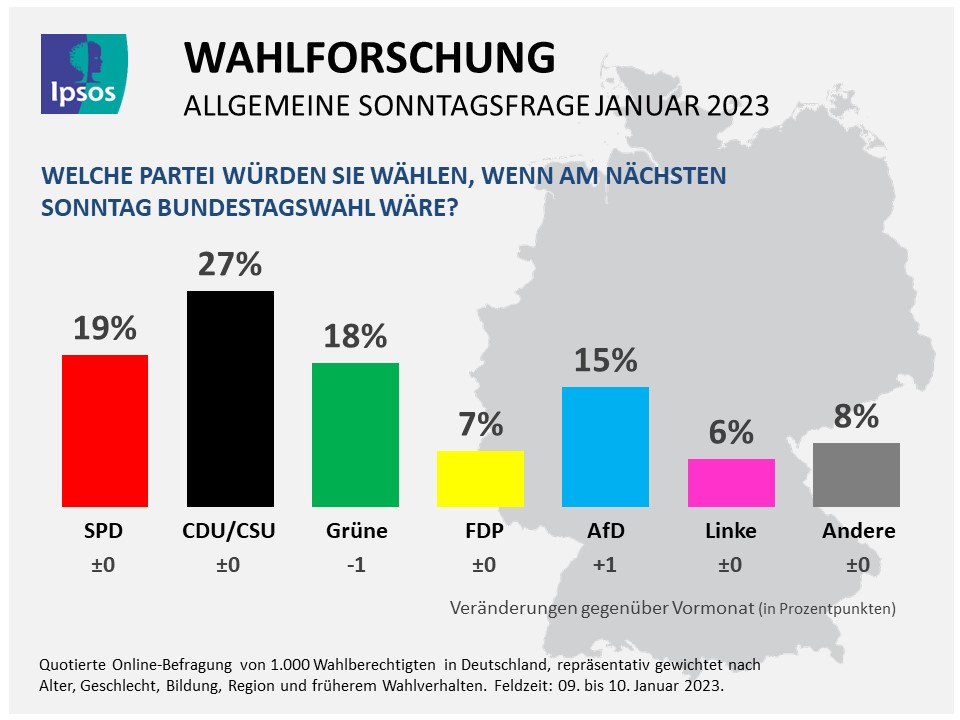 Ipsos
WAHLFORSCHUNG
ALLGEMEINE SONNTAGSFRAGE JANUAR 2023
WELCHE PARTEI WÜRDEN SIE WÄHLEN, WENN AM NÄCHSTEN
SONNTAG BUNDESTAGSWAHL WÄRE?
19% 27% 18% 7% 15% 6% 8%
SPD CDU/CSU Grüne FDP AfD Linke Andere
±0 ±0 -1 ±0 +1 ±0 ±0
Veränderungen gegenüber Vormonat (in Prozentpunkten)
Quotierte Online-Befragung von 1.000 Wahlberechtigten in Deutschland, repräsentativ gewichtet nach
Alter, Geschlecht, Bildung, Region und früherem Wahlverhalten. Feldzeit: 09. bis 10. Januar 2023.